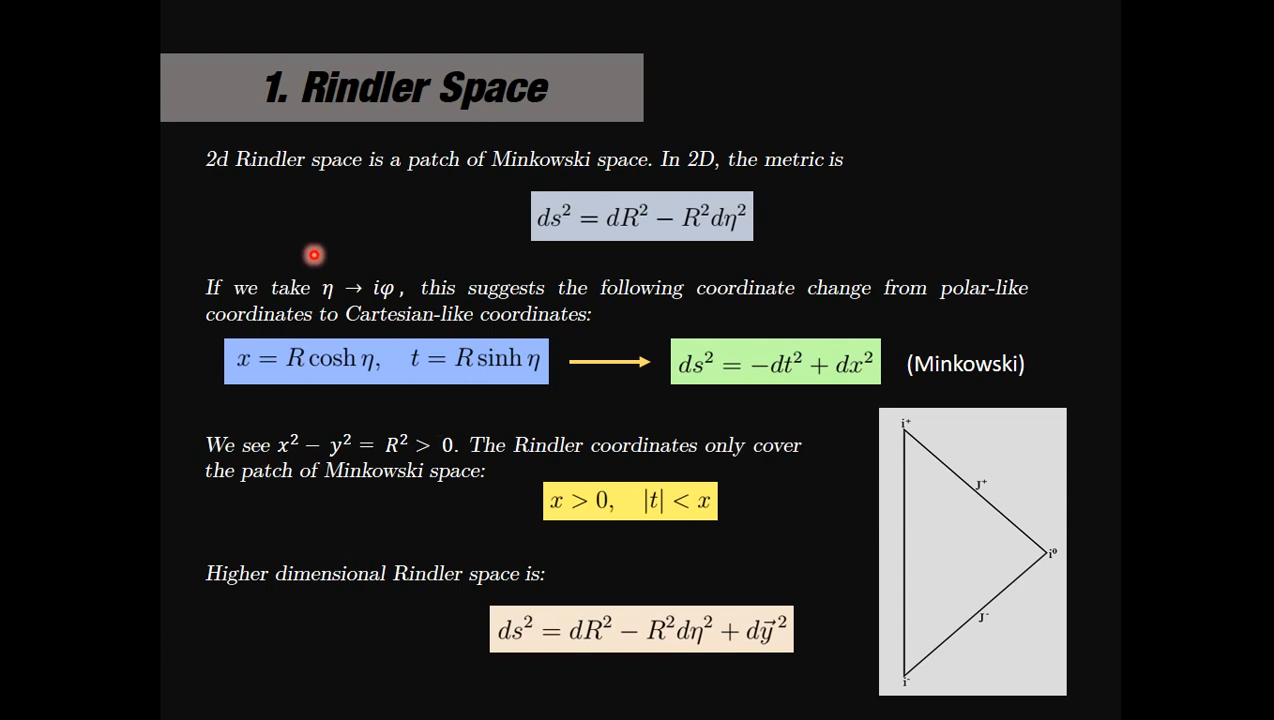 1. Rindler Space
2d Rindler space is a patch of Minkowski space. In 2D, the metric is
ds² = dR² − R²dη²
If we take η → iφ, this suggests the following coordinate change from polar-like
coordinates to Cartesian-like coordinates:
x = R cosh η, t = R sinh η
ds² = −dt² + dx²
(Minkowski)
We see x² − y² = R² > 0. The Rindler coordinates only cover
the patch of Minkowski space:
x > 0, |t| < x
Higher dimensional Rindler space is:
ds² = dR² − R²dη² + dy⃗ ²
i⁺
J⁺
i⁰
J⁻
i⁻